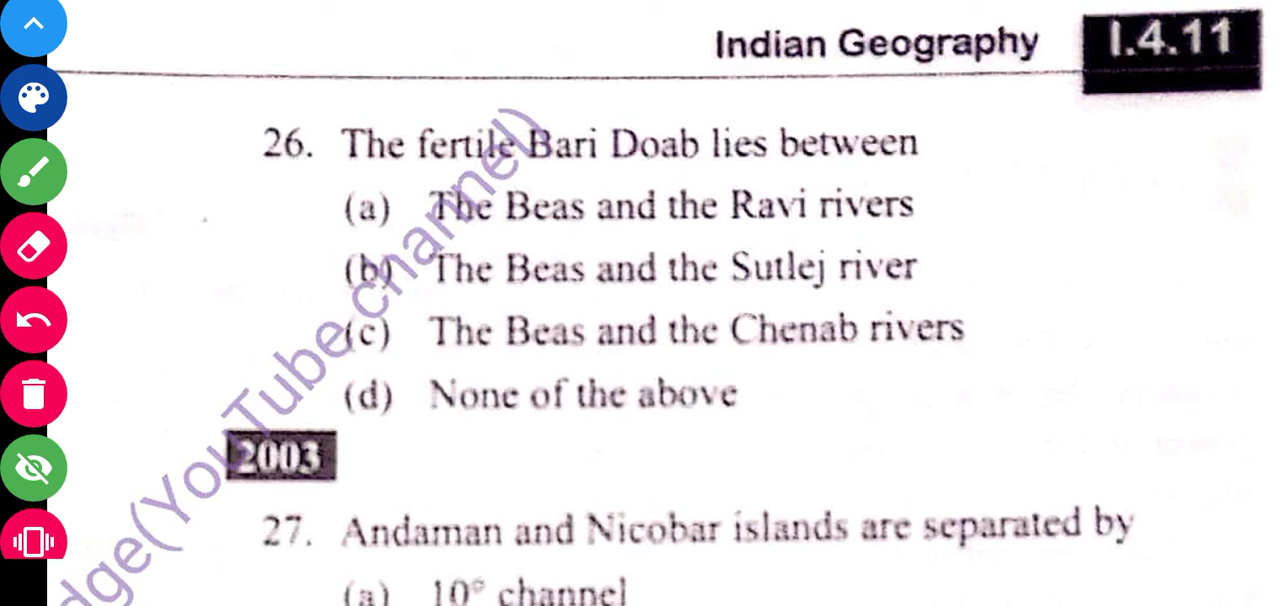 Indian Geography
I.4.11
26. The fertile Bari Doab lies between
(a) The Beas and the Ravi rivers
(b) The Beas and the Sutlej river
(c) The Beas and the Chenab rivers
(d) None of the above
2003
27. Andaman and Nicobar islands are separated by
(a) 10° channel
dge(YouTube channel)